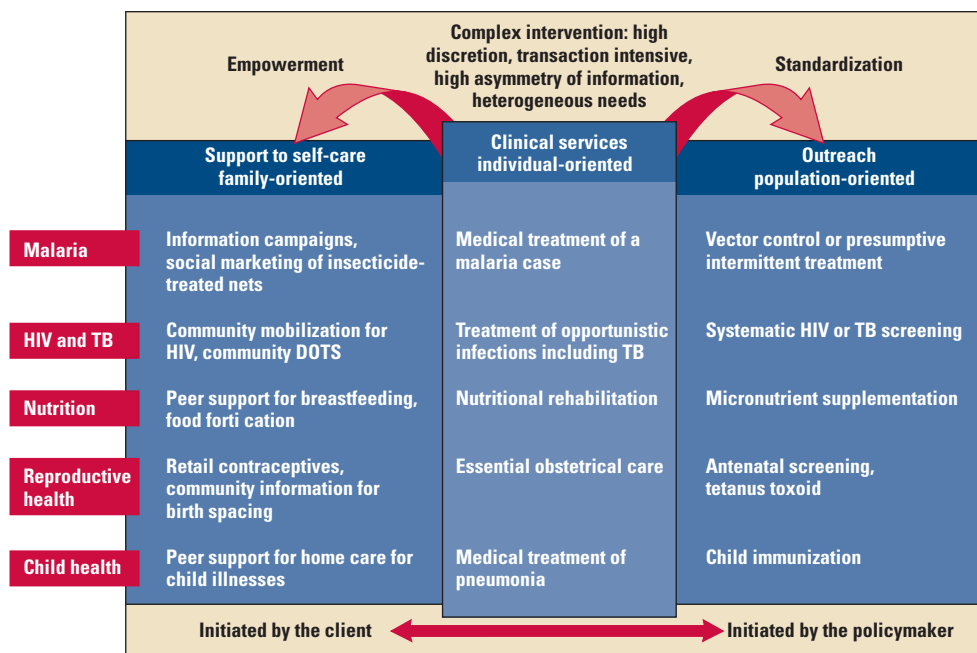 Complex intervention: high
discretion, transaction intensive,
high asymmetry of information,
heterogeneous needs
Empowerment
Standardization
Support to self-care
family-oriented
Clinical services
individual-oriented
Outreach
population-oriented
Malaria
Information campaigns,
social marketing of insecticide-
treated nets
Medical treatment of a
malaria case
Vector control or presumptive
intermittent treatment
HIV and TB
Community mobilization for
HIV, community DOTS
Treatment of opportunistic
infections including TB
Systematic HIV or TB screening
Nutrition
Peer support for breastfeeding,
food forti cation
Nutritional rehabilitation
Micronutrient supplementation
Reproductive
health
Retail contraceptives,
community information for
birth spacing
Essential obstetrical care
Antenatal screening,
tetanus toxoid
Child health
Peer support for home care for
child illnesses
Medical treatment of
pneumonia
Child immunization
Initiated by the client
Initiated by the policymaker